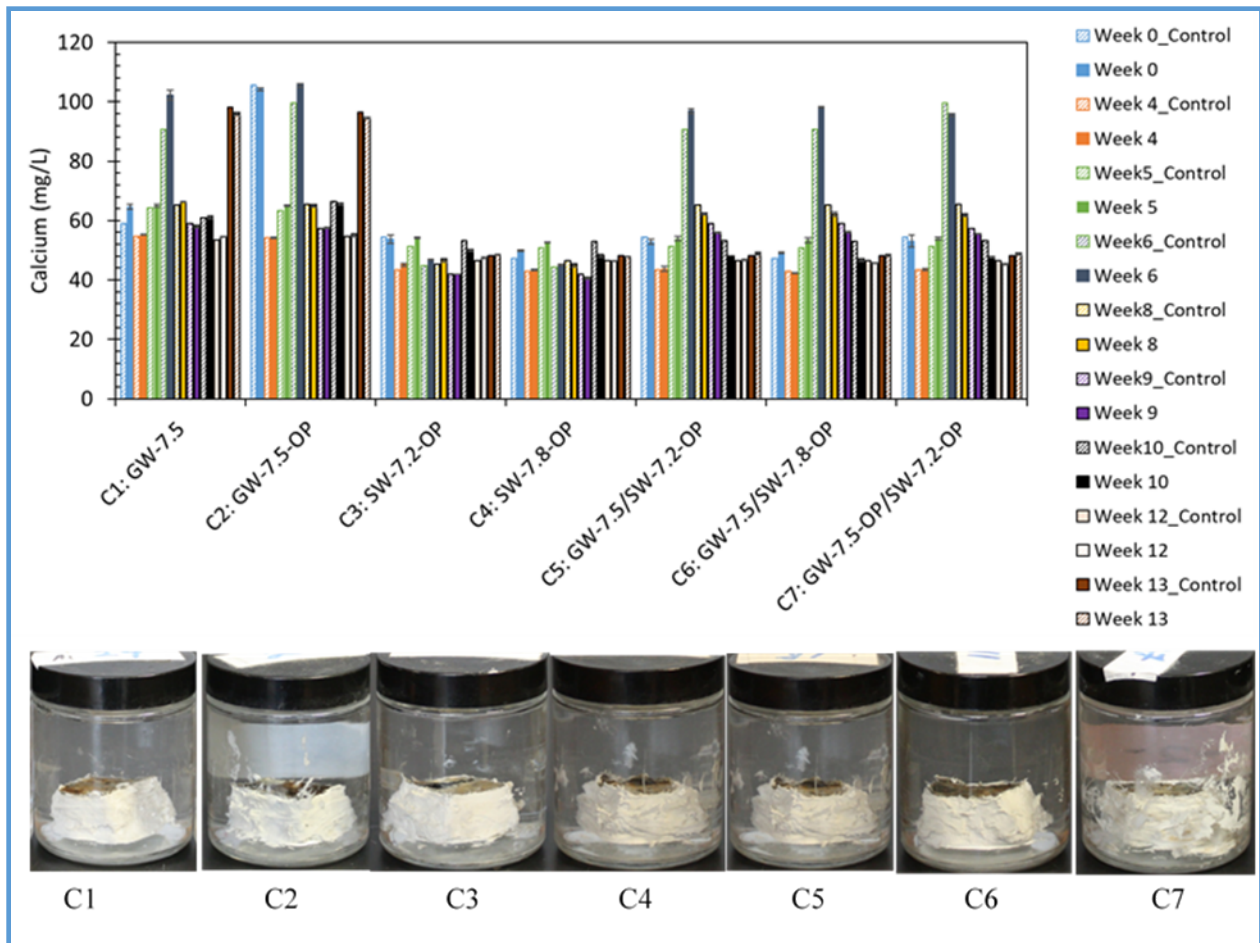 120
100
80
60
40
20
0
Calcium (mg/L)
C1: GW-7.5
C2: GW-7.5-OP
C3: SW-7.2-OP
C4: SW-7.8-OP
C5: GW-7.5/SW-7.2-OP
C6: GW-7.5/SW-7.8-OP
C7: GW-7.5-OP/SW-7.2-OP
Week 0_Control
Week 0
Week 4_Control
Week 4
Week5_Control
Week 5
Week6_Control
Week 6
Week8_Control
Week 8
Week9_Control
Week 9
Week10_Control
Week 10
Week 12_Control
Week 12
Week 13_Control
Week 13
C1
C2
C3
C4
C5
C6
C7